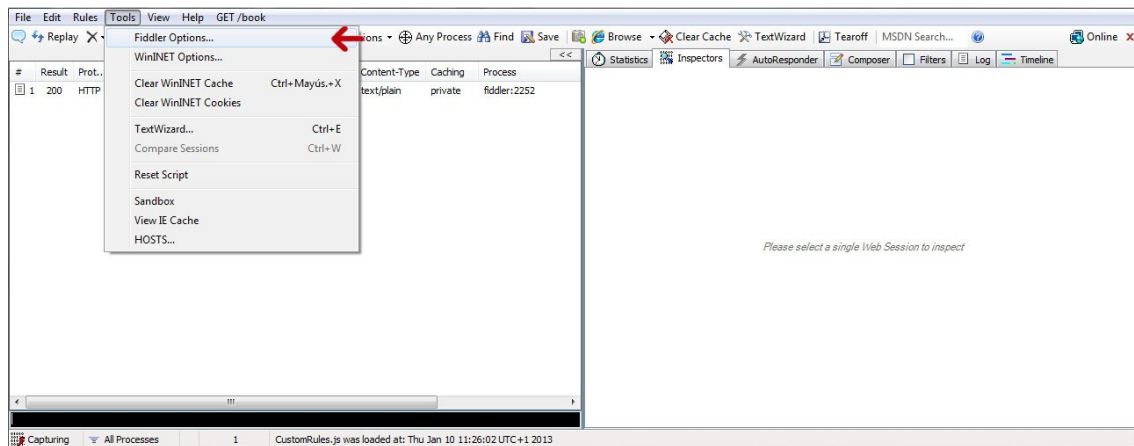 File Edit Rules Tools View Help GET /book
Replay Any Process Find Save Browse Clear Cache TextWizard Tearoff MSDN Search... Online X
<<
Statistics Inspectors AutoResponder Composer Filters Log Timeline
# Result Prot.. Content-Type Caching Process
1 200 HTTP text/plain private fiddler:2252
Fiddler Options...
WinINET Options...
Clear WinINET Cache Ctrl+Mayús.+X
Clear WinINET Cookies
TextWizard... Ctrl+E
Compare Sessions Ctrl+W
Reset Script
Sandbox
View IE Cache
HOSTS...
Please select a single Web Session to inspect
Capturing All Processes 1 CustomRules.js was loaded at: Thu Jan 10 11:26:02 UTC+1 2013